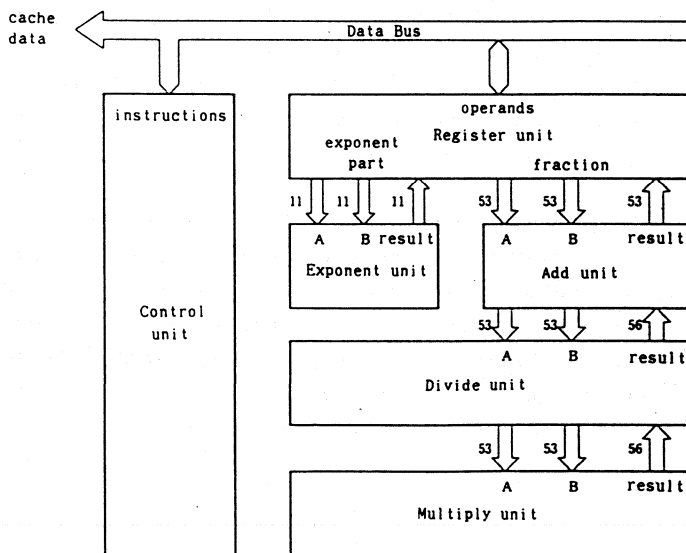 cache
data
Data Bus
instructions
operands
Register unit
exponent
part
fraction
11 11 11 53 53 53
A B result A B result
Exponent unit Add unit
Control
unit
53 53 56
A B result
Divide unit
53 53 56
A B result
Multiply unit